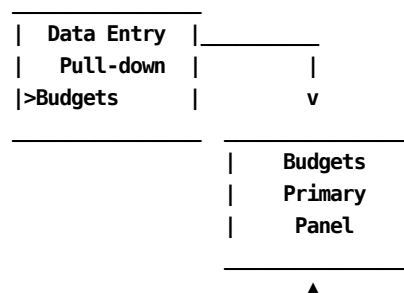 Data Entry
Pull-down
>Budgets
v
Budgets
Primary
Panel